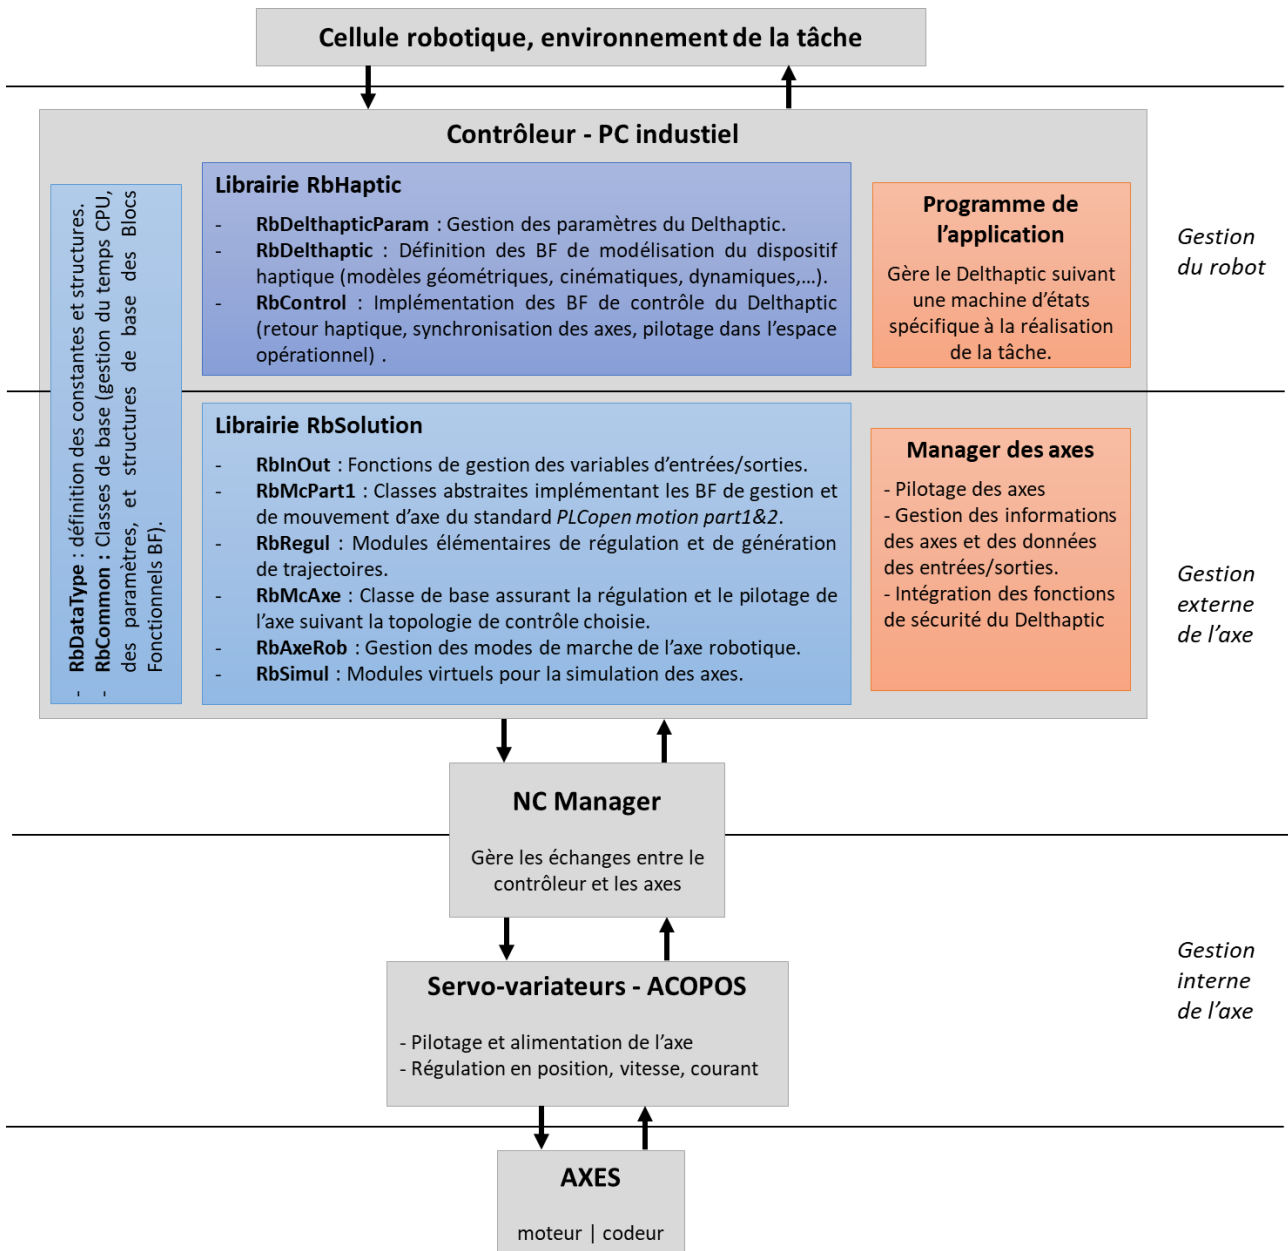 Cellule robotique, environnement de la tâche
Contrôleur - PC industiel
- RbDataType : définition des constantes et structures.
- RbCommon : Classes de base (gestion du temps CPU,
des paramètres, et structures de base des Blocs
Fonctionnels BF).
Librairie RbHaptic
- RbDelthapticParam : Gestion des paramètres du Delthaptic.
- RbDelthaptic : Définition des BF de modélisation du dispositif
haptique (modèles géométriques, cinématiques, dynamiques,...).
- RbControl : Implémentation des BF de contrôle du Delthaptic
(retour haptique, synchronisation des axes, pilotage dans l’espace
opérationnel) .
Programme de
l’application
Gère le Delthaptic suivant
une machine d’états
spécifique à la réalisation
de la tâche.
Gestion
du robot
Librairie RbSolution
- RbInOut : Fonctions de gestion des variables d’entrées/sorties.
- RbMcPart1 : Classes abstraites implémentant les BF de gestion et
de mouvement d’axe du standard PLCopen motion part1&2.
- RbRegul : Modules élémentaires de régulation et de génération
de trajectoires.
- RbMcAxe : Classe de base assurant la régulation et le pilotage de
l’axe suivant la topologie de contrôle choisie.
- RbAxeRob : Gestion des modes de marche de l’axe robotique.
- RbSimul : Modules virtuels pour la simulation des axes.
Manager des axes
- Pilotage des axes
- Gestion des informations
des axes et des données
des entrées/sorties.
- Intégration des fonctions
de sécurité du Delthaptic
Gestion
externe
de l’axe
NC Manager
Gère les échanges entre le
contrôleur et les axes
Servo-variateurs - ACOPOS
- Pilotage et alimentation de l’axe
- Régulation en position, vitesse, courant
Gestion
interne
de l’axe
AXES
moteur | codeur